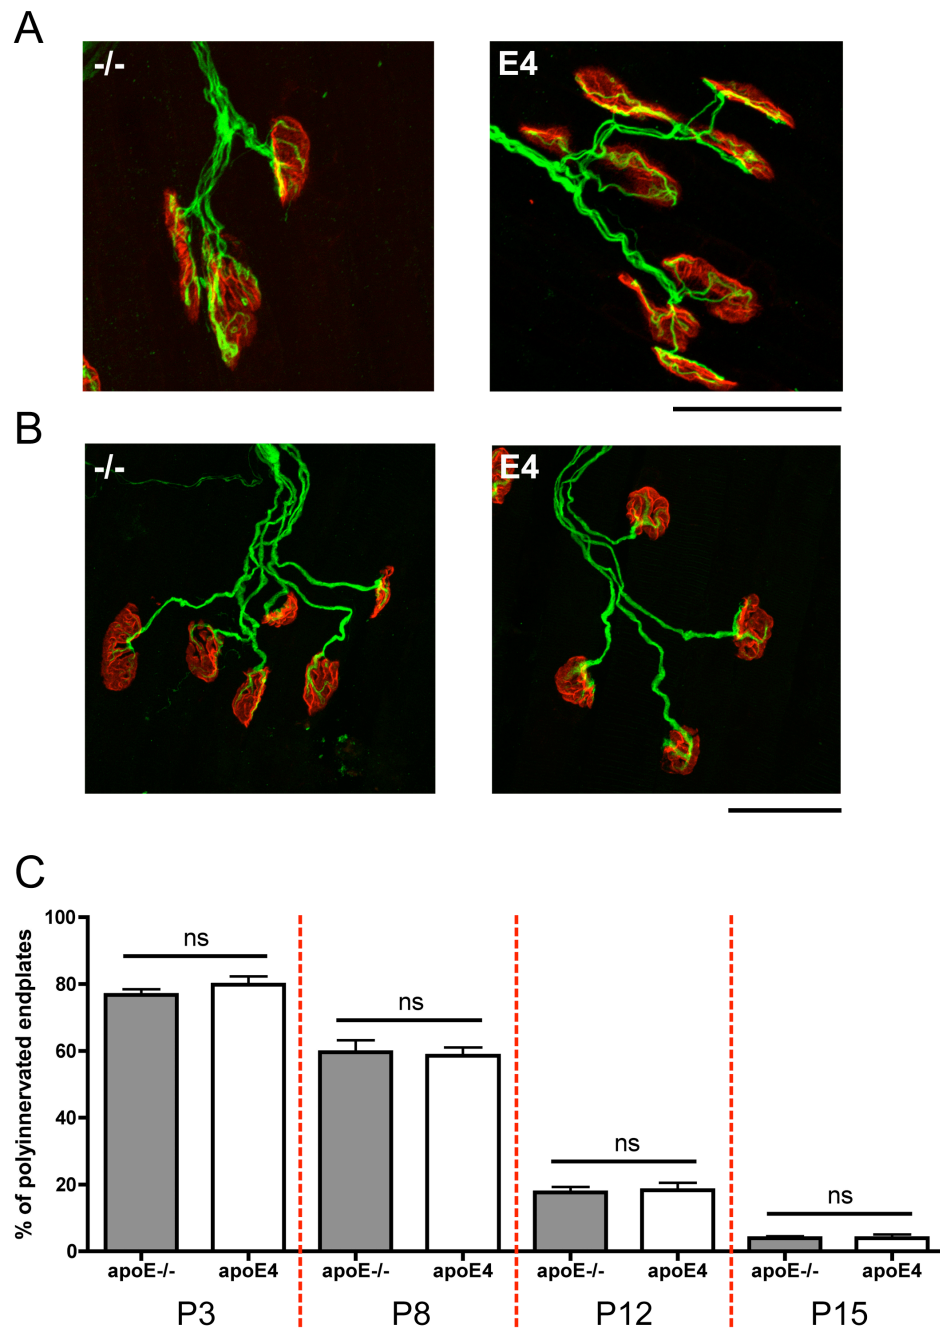 A
-/-
E4
B
-/-
E4
C
% of polyinnervated endplates
100
80
60
40
20
0
ns
ns
ns
ns
apoE-/- apoE4 apoE-/- apoE4 apoE-/- apoE4 apoE-/- apoE4
P3 P8 P12 P15